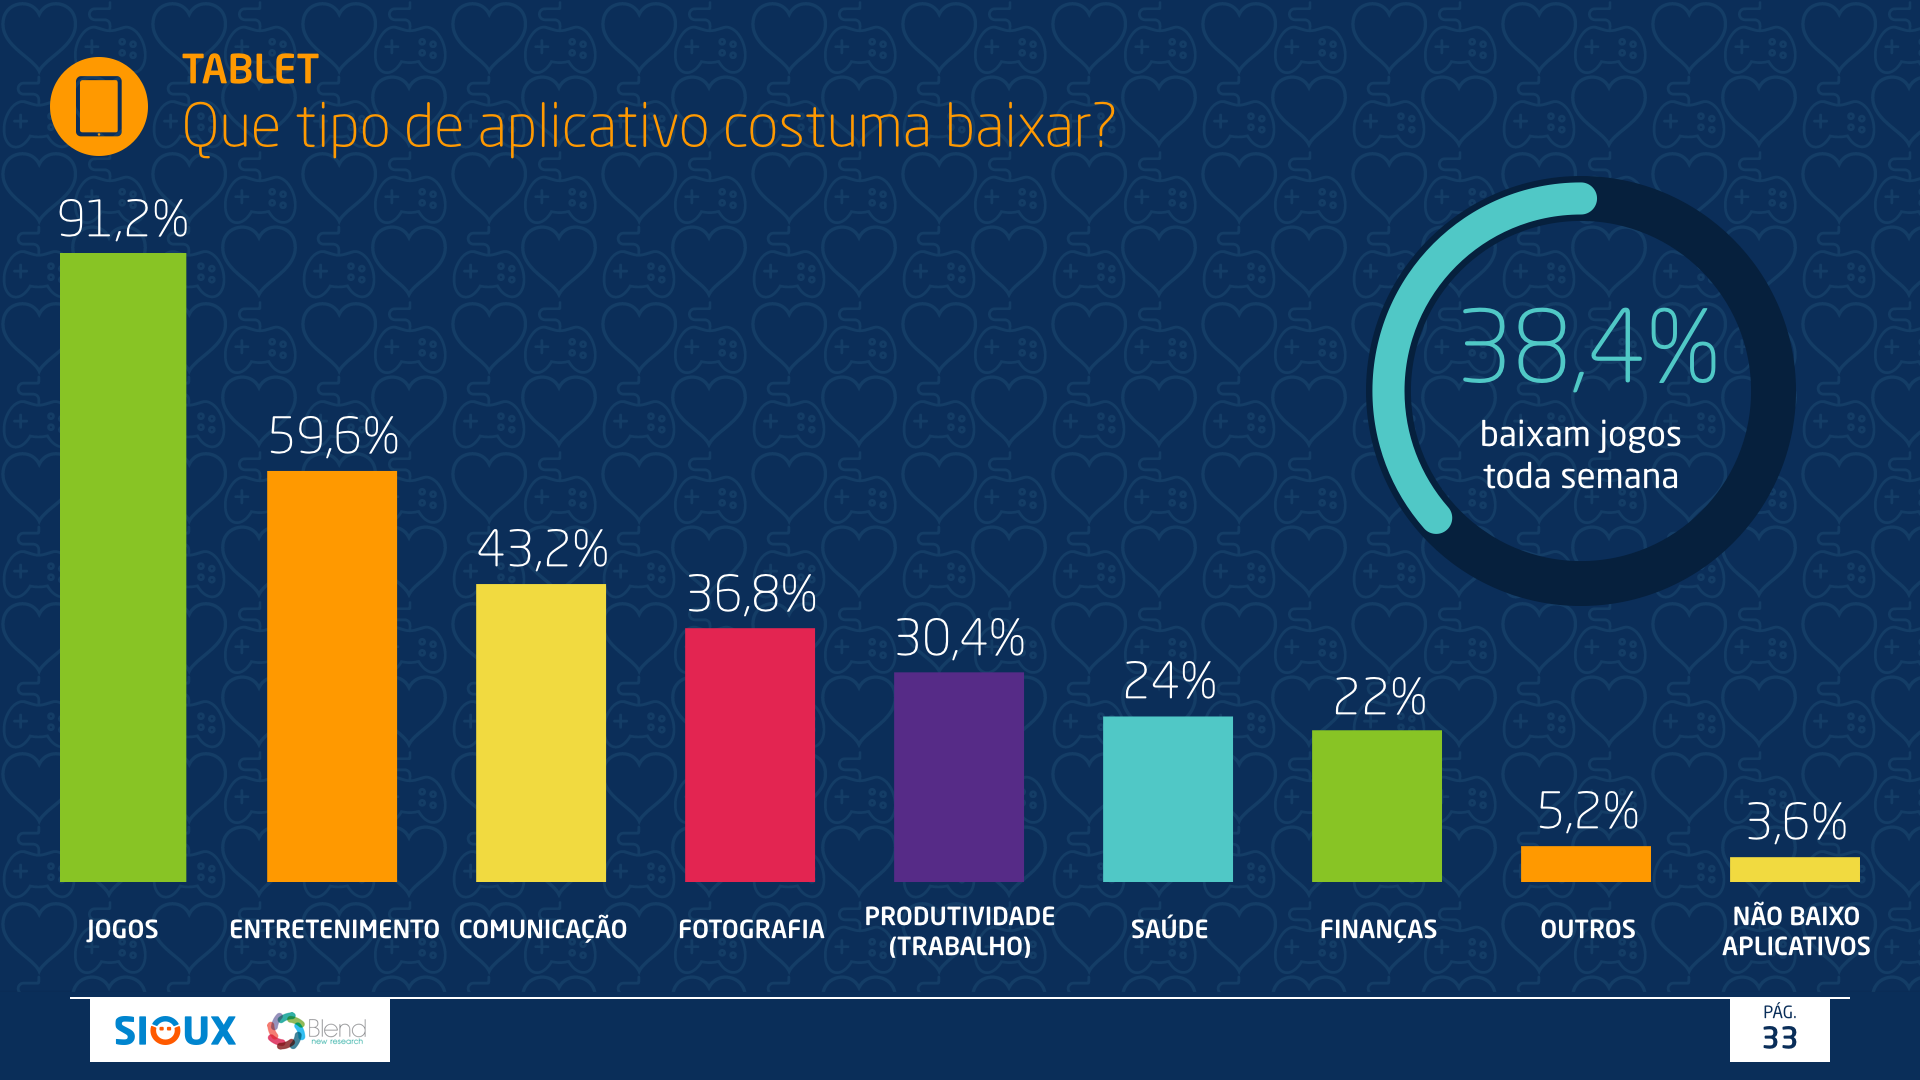 TABLET
Que tipo de aplicativo costuma baixar?
91,2%
59,6%
43,2%
36,8%
30,4%
24%
22%
5,2%
3,6%
38,4%
baixam jogos
toda semana
JOGOS
ENTRETENIMENTO
COMUNICAÇÃO
FOTOGRAFIA
PRODUTIVIDADE
(TRABALHO)
SAÚDE
FINANÇAS
OUTROS
NÃO BAIXO
APLICATIVOS
SIOUX
Blend
new research
PÁG.
33